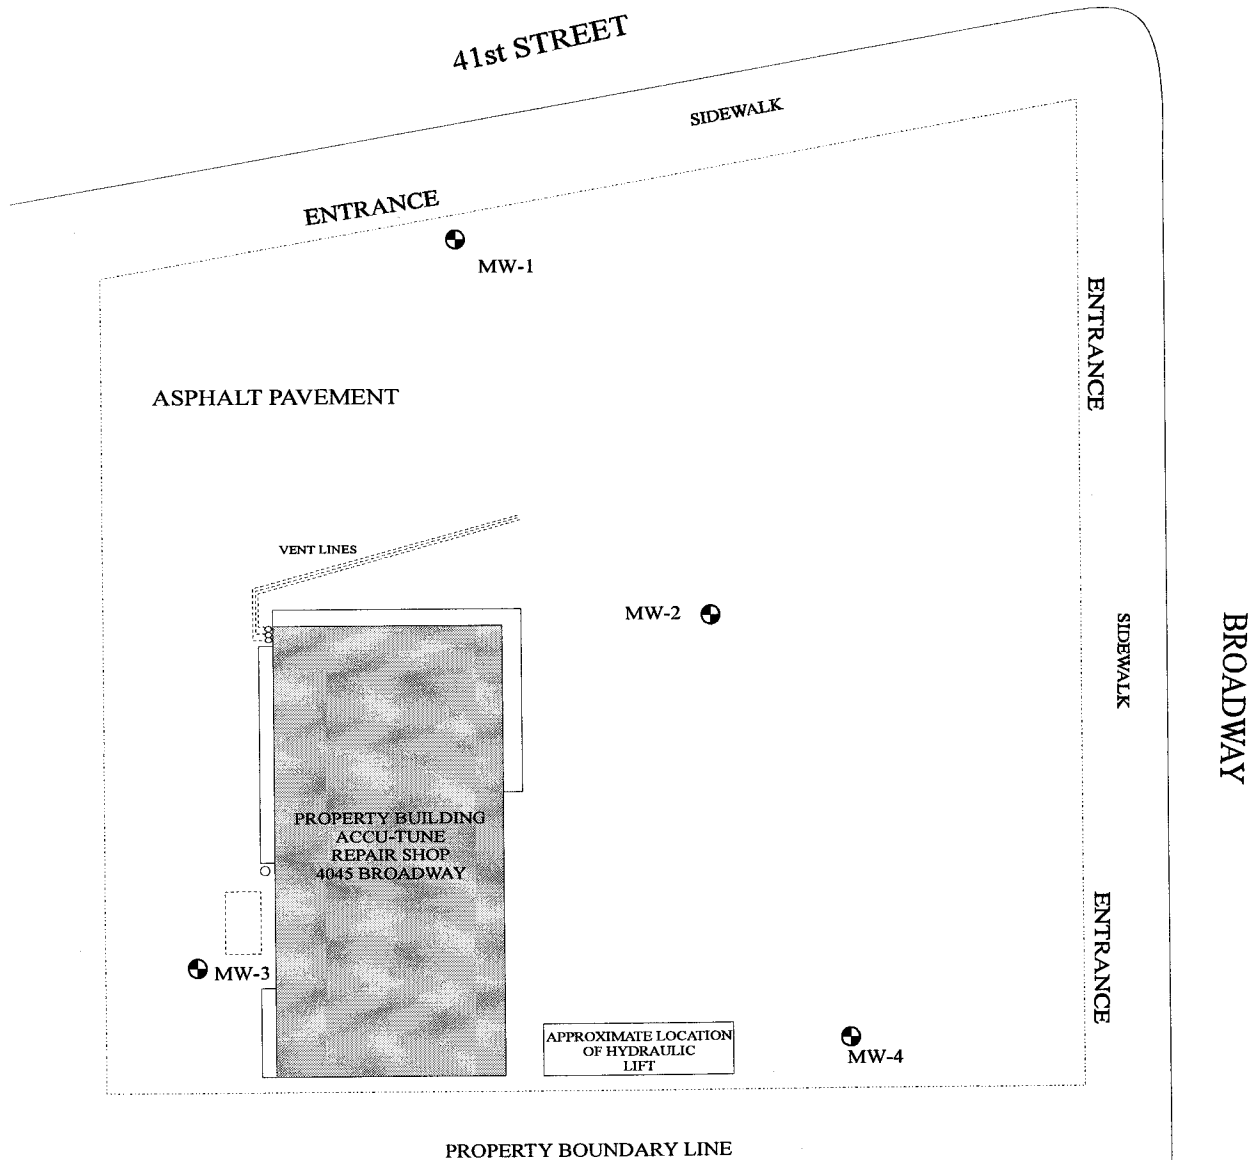 41st STREET
SIDEWALK
ENTRANCE
MW-1
ENTRANCE
ASPHALT PAVEMENT
VENT LINES
MW-2
SIDEWALK
BROADWAY
PROPERTY BUILDING
ACCU-TUNE
REPAIR SHOP
4045 BROADWAY
ENTRANCE
MW-3
APPROXIMATE LOCATION
OF HYDRAULIC
LIFT
MW-4
PROPERTY BOUNDARY LINE